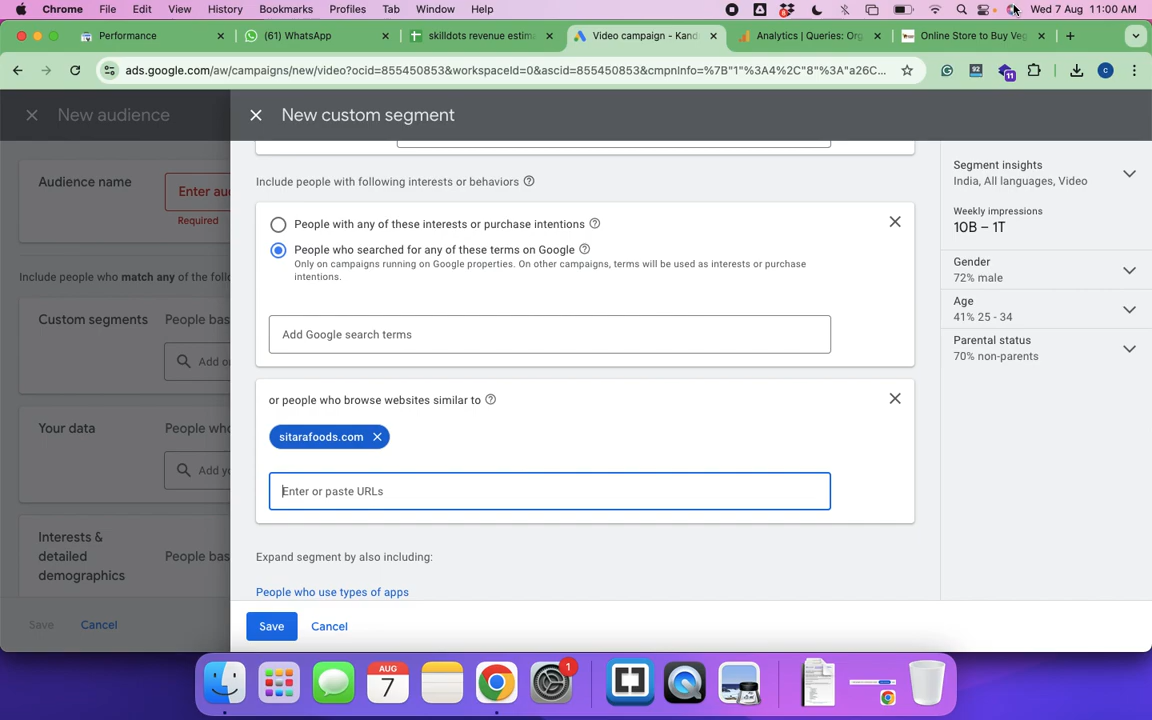 Chrome File Edit View History Bookmarks Profiles Tab Window Help Wed 7 Aug 11:00 AM
Performance (61) WhatsApp skilldots revenue estim Video campaign - Kand Analytics | Queries: Org Online Store to Buy Veg
ads.google.com/aw/campaigns/new/video?ocid=855450853&workspaceId=0&ascid=855450853&cmpnInfo=%7B"1"%3A4%2C"8"%3A"a26C... 92 11 C
New audience
New custom segment
Audience name
Enter au
Required
Include people who match any of the follo
Custom segments People bas
Add o
Your data People who
Add y
Interests &
detailed
demographics
People bas
Save Cancel
Include people with following interests or behaviors
People with any of these interests or purchase intentions
People who searched for any of these terms on Google
Only on campaigns running on Google properties. On other campaigns, terms will be used as interests or purchase
intentions.
Add Google search terms
or people who browse websites similar to
sitarafoods.com
Enter or paste URLs
Expand segment by also including:
People who use types of apps
Save Cancel
Segment insights
India, All languages, Video
Weekly impressions
10B – 1T
Gender
72% male
Age
41% 25 - 34
Parental status
70% non-parents
AUG
7
1